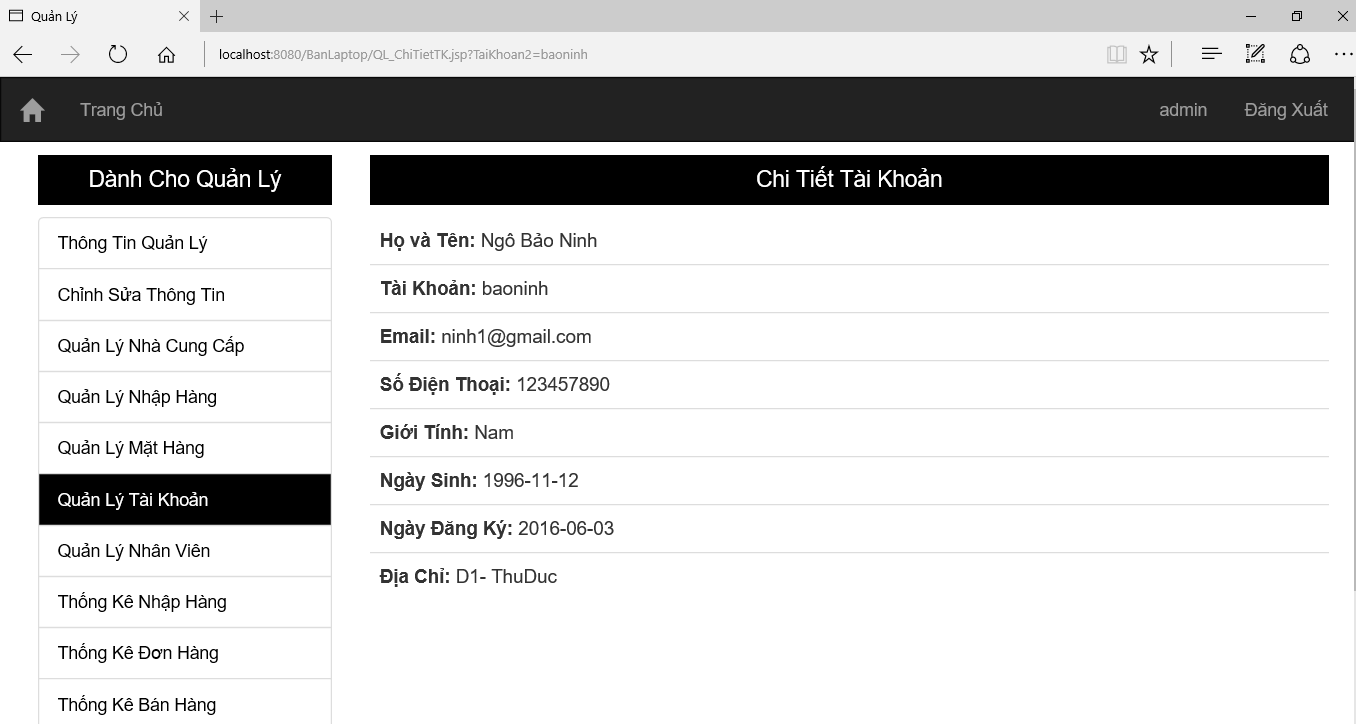 Quản Lý
localhost:8080/BanLaptop/QL_ChiTietTK.jsp?TaiKhoan2=baoninh
Trang Chủ
admin
Đăng Xuất
Dành Cho Quản Lý
Thông Tin Quản Lý
Chỉnh Sửa Thông Tin
Quản Lý Nhà Cung Cấp
Quản Lý Nhập Hàng
Quản Lý Mặt Hàng
Quản Lý Tài Khoản
Quản Lý Nhân Viên
Thống Kê Nhập Hàng
Thống Kê Đơn Hàng
Thống Kê Bán Hàng
Chi Tiết Tài Khoản
Họ và Tên: Ngô Bảo Ninh
Tài Khoản: baoninh
Email: ninh1@gmail.com
Số Điện Thoại: 123457890
Giới Tính: Nam
Ngày Sinh: 1996-11-12
Ngày Đăng Ký: 2016-06-03
Địa Chỉ: D1- ThuDuc